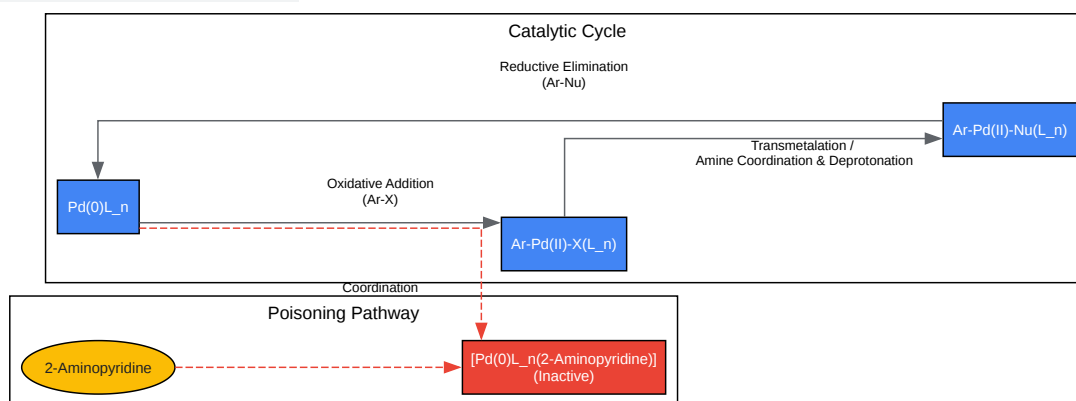 Catalytic Cycle
Reductive Elimination
(Ar-Nu)
Ar-Pd(II)-Nu(L_n)
Transmetalation /
Amine Coordination & Deprotonation
Oxidative Addition
(Ar-X)
Pd(0)L_n
Ar-Pd(II)-X(L_n)
Coordination
Poisoning Pathway
2-Aminopyridine
[Pd(0)L_n(2-Aminopyridine)]
(Inactive)